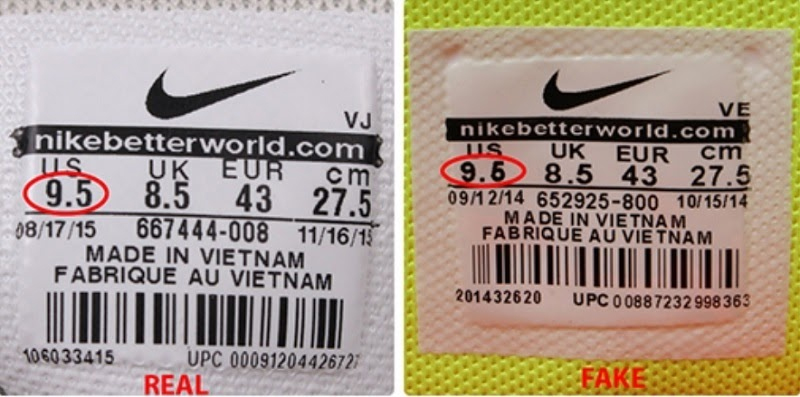 VJ
nikebetterworld.com
US UK EUR cm
9.5 8.5 43 27.5
08/17/15 667444-008 11/16/15
MADE IN VIETNAM
FABRIQUE AU VIETNAM
106033415 UPC 00091204426727
REAL
VE
nikebetterworld.com
US UK EUR cm
9.5 8.5 43 27.5
09/12/14 652925-800 10/15/14
MADE IN VIETNAM
FABRIQUE AU VIETNAM
201432620 UPC 00887232998363
FAKE